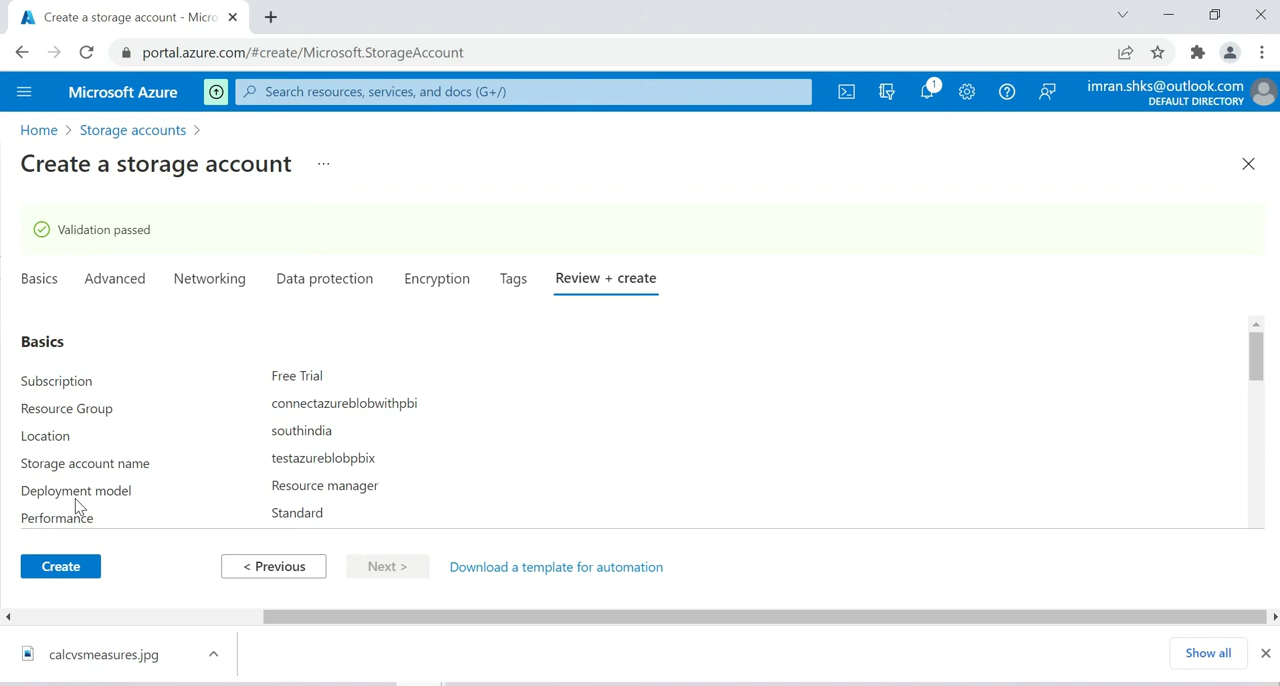 Create a storage account - Micro
portal.azure.com/#create/Microsoft.StorageAccount
Microsoft Azure
Search resources, services, and docs (G+/)
1
imran.shks@outlook.com
DEFAULT DIRECTORY
Home > Storage accounts >
Create a storage account ...
Validation passed
Basics Advanced Networking Data protection Encryption Tags Review + create
Basics
Subscription Free Trial
Resource Group connectazureblobwithpbi
Location southindia
Storage account name testazureblobpbix
Deployment model Resource manager
Performance Standard
Create < Previous Next > Download a template for automation
calcvsmeasures.jpg Show all